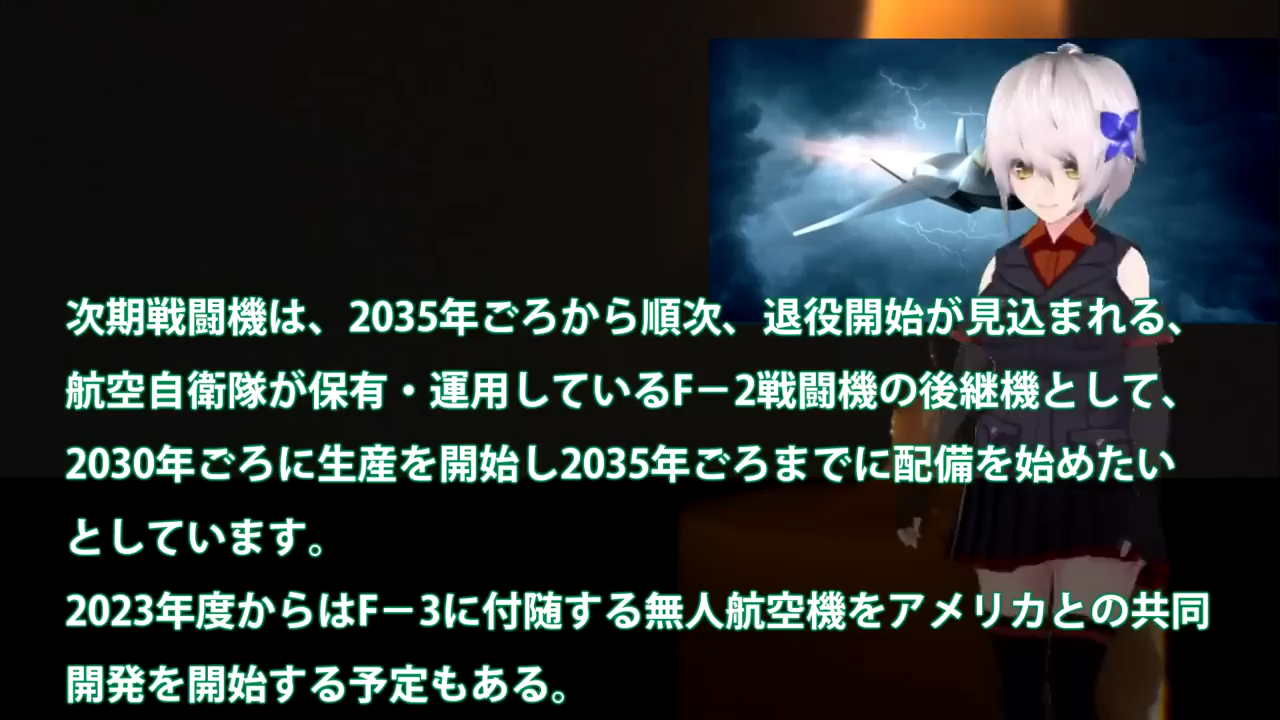 次期戦闘機は、2035年ごろから順次、退役開始が見込まれる、
航空自衛隊が保有・運用しているF－2戦闘機の後継機として、
2030年ごろに生産を開始し2035年ごろまでに配備を始めたい
としています。
2023年度からはF－3に付随する無人航空機をアメリカとの共同
開発を開始する予定もある。